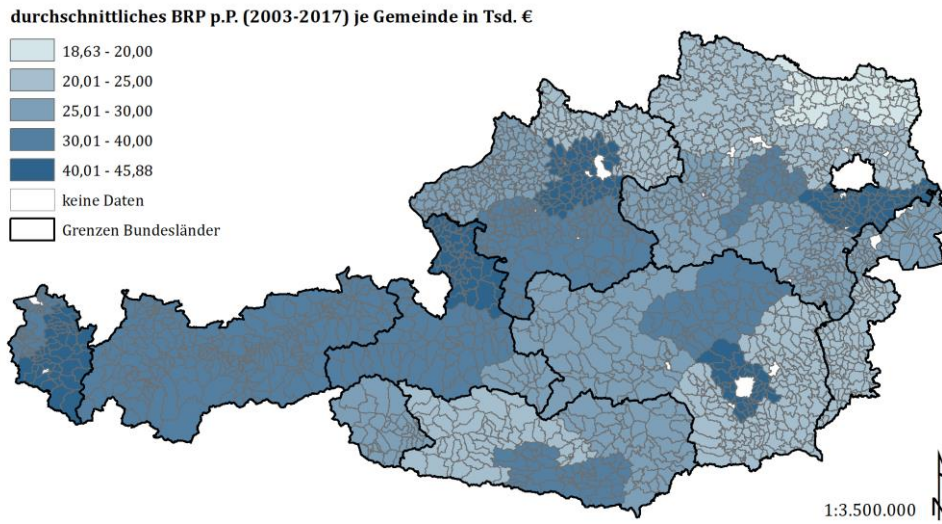 durchschnittliches BRP p.P. (2003-2017) je Gemeinde in Tsd. €
18,63 - 20,00
20,01 - 25,00
25,01 - 30,00
30,01 - 40,00
40,01 - 45,88
keine Daten
Grenzen Bundesländer
1:3.500.000
N